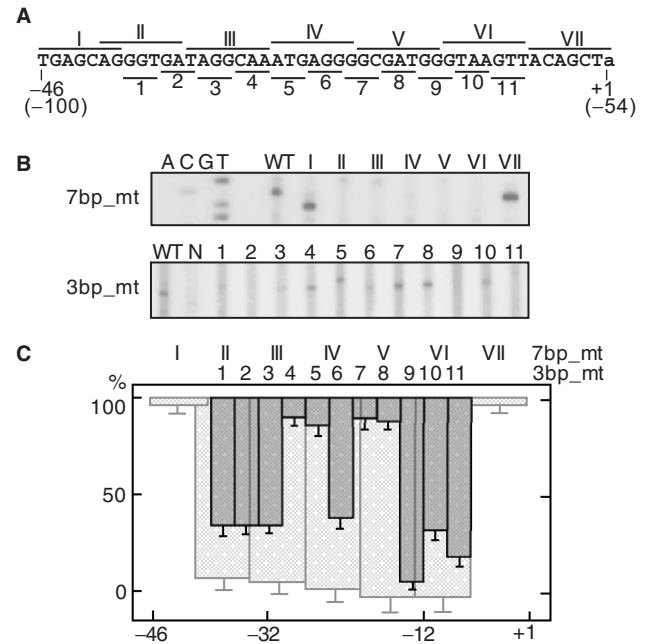 A
I II III IV V VI VII
TGAGCAGGGTGATAGGCAAATGAGGGGCGATGGGTAAGTTACAGCTa
1 2 3 4 5 6 7 8 9 10 11
−46 +1
(−100) (−54)
B
A C G T WT I II III IV V VI VII
7bp_mt
WT N 1 2 3 4 5 6 7 8 9 10 11
3bp_mt
C
I II III IV V VI VII 7bp_mt
1 2 3 4 5 6 7 8 9 10 11 3bp_mt
%
100
50
0
−46 −32 −12 +1